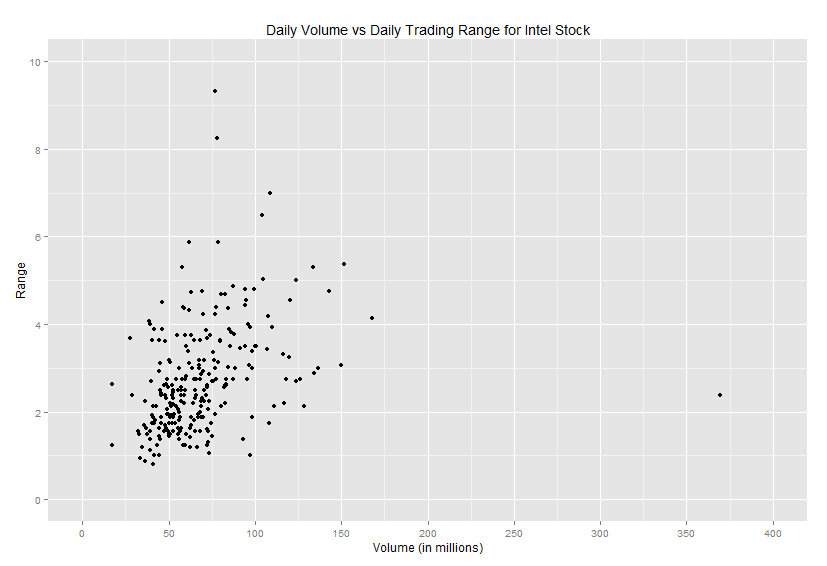 Daily Volume vs Daily Trading Range for Intel Stock
10
8
6
4
2
0
Range
0 50 100 150 200 250 300 350 400
Volume (in millions)